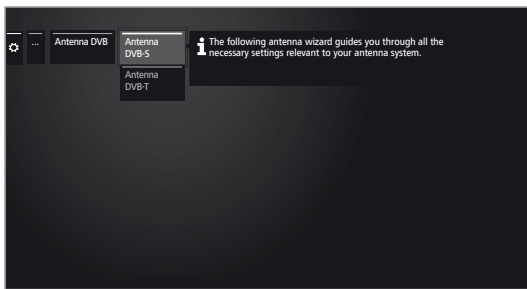 ...
Antenna DVB
Antenna
DVB-S
The following antenna wizard guides you through all the
necessary settings relevant to your antenna system.
Antenna
DVB-T